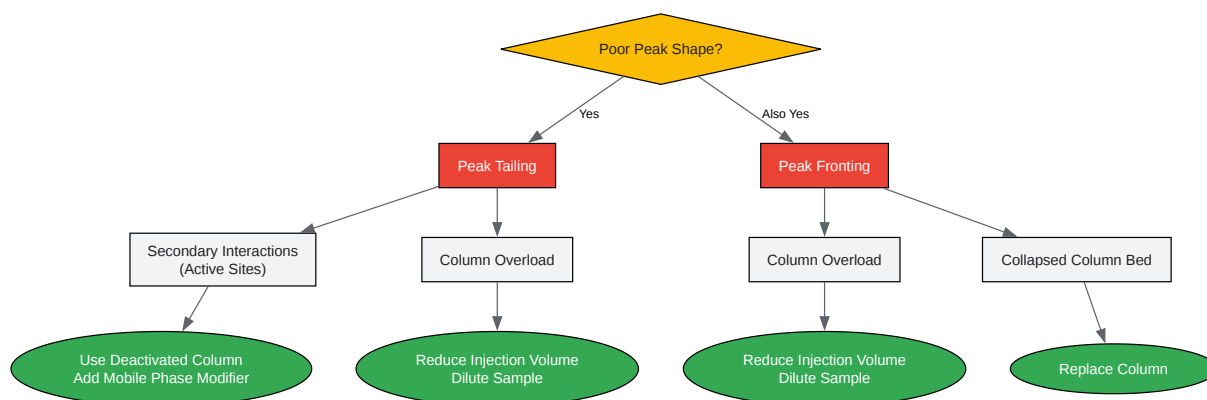 Poor Peak Shape?
Yes
Also Yes
Peak Tailing
Peak Fronting
Secondary Interactions
(Active Sites)
Column Overload
Column Overload
Collapsed Column Bed
Use Deactivated Column
Add Mobile Phase Modifier
Reduce Injection Volume
Dilute Sample
Reduce Injection Volume
Dilute Sample
Replace Column